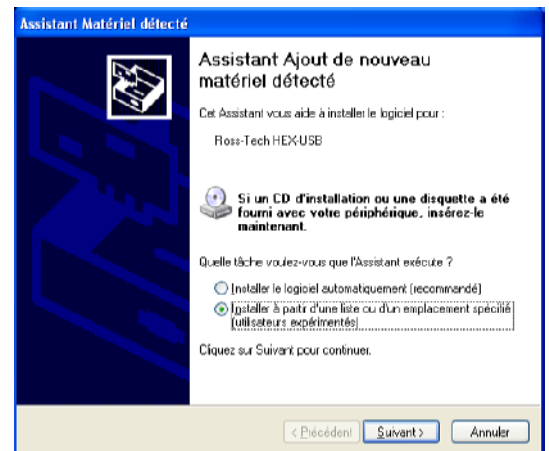 Assistant Matériel détecté
Assistant Ajout de nouveau
matériel détecté
Cet Assistant vous aide à installer le logiciel pour :
Ross-Tech HEX-USB
Si un CD d'installation ou une disquette a été
fourni avec votre périphérique, insérez-le
maintenant.
Quelle tâche voulez-vous que l'Assistant exécute ?
Installer le logiciel automatiquement (recommandé)
Installer à partir d'une liste ou d'un emplacement spécifié
(utilisateurs expérimentés)
Cliquez sur Suivant pour continuer.
< Précédent
Suivant >
Annuler